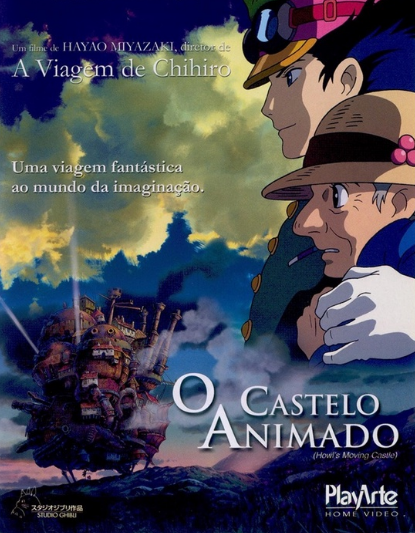 Um filme de HAYAO MIYAZAKI, diretor de
A Viagem de Chihiro
Uma viagem fantástica
ao mundo da imaginação.
O CASTELO
ANIMADO
(Howl's Moving Castle)
スタジオジブリ作品
STUDIO GHIBLI
PlayArte
HOME VIDEO